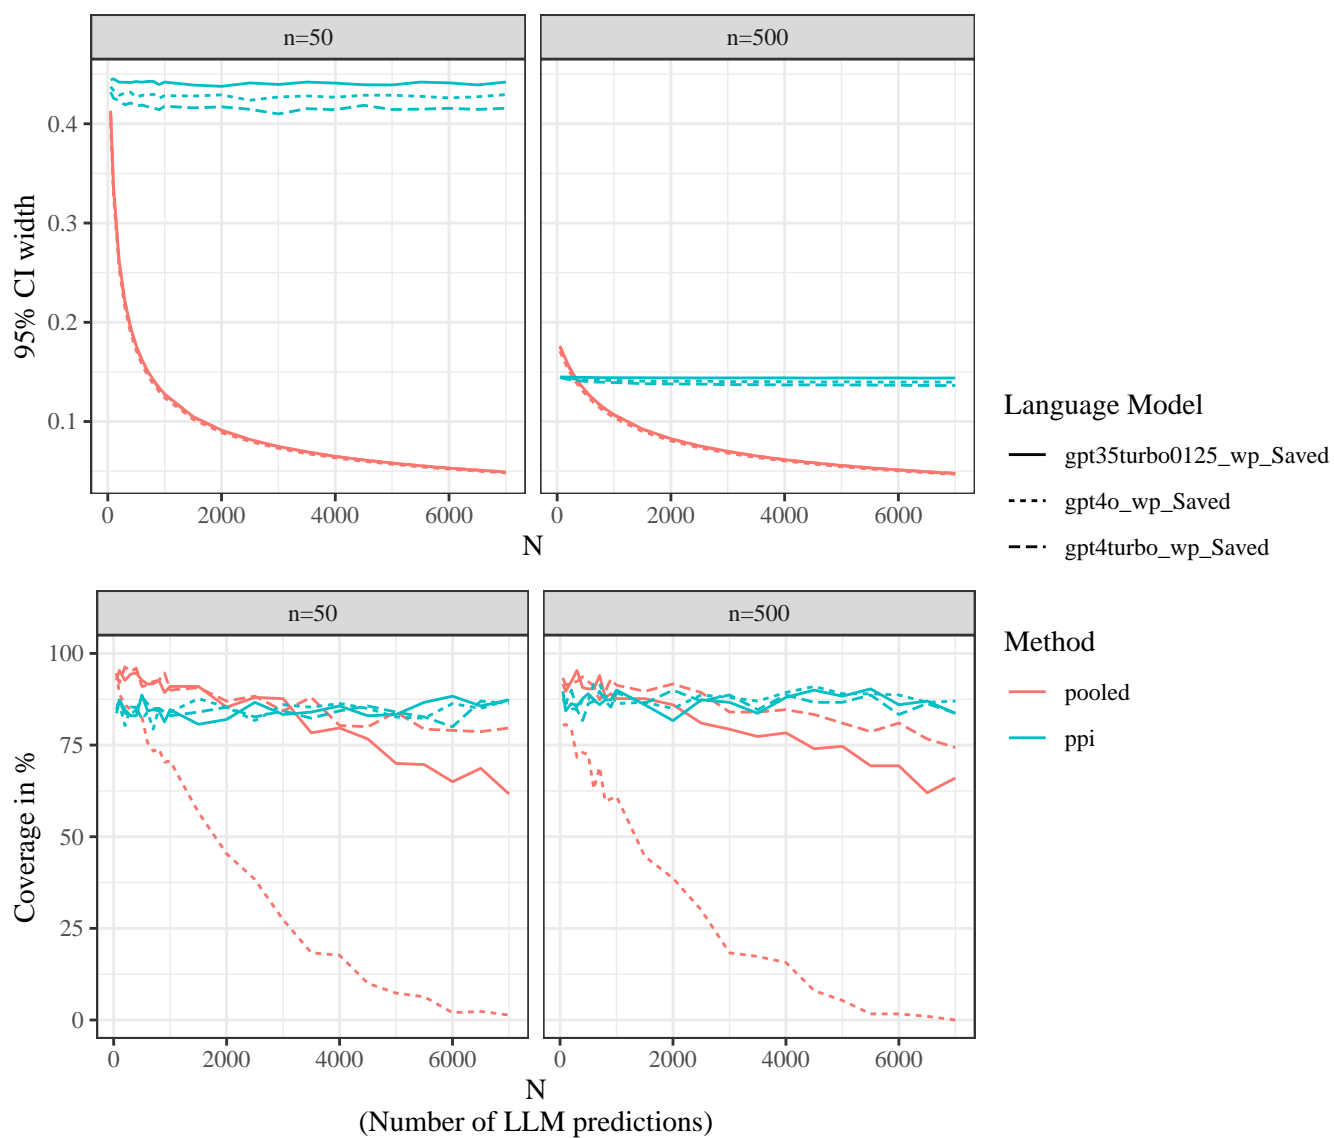 n=50
n=500
95% CI width
0.4
0.3
0.2
0.1
0
2000
4000
6000
0
2000
4000
6000
N
n=50
n=500
Coverage in %
100
75
50
25
0
0
2000
4000
6000
0
2000
4000
6000
N
(Number of LLM predictions)
Language Model
gpt35turbo0125_wp_Saved
gpt4o_wp_Saved
gpt4turbo_wp_Saved
Method
pooled
ppi